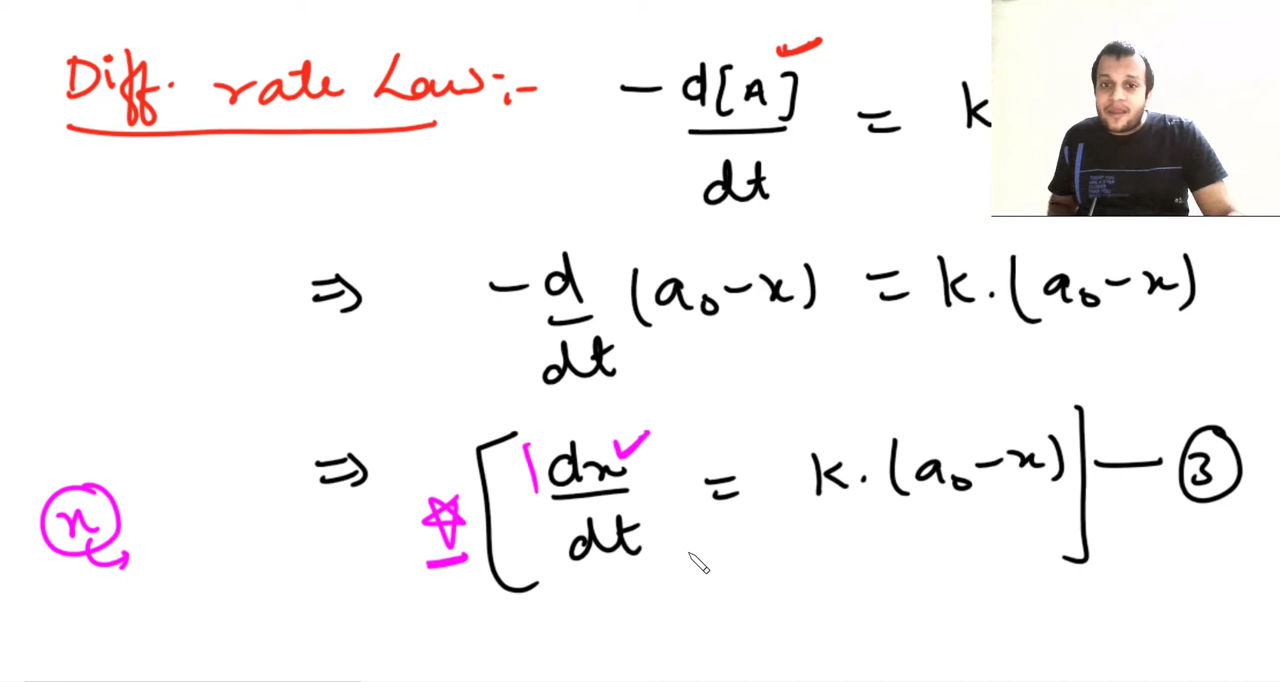 Diff. rate Law:- -d[A]/dt = k
⇒ -d/dt (a₀-x) = k.(a₀-x)
⇒ [dx/dt = k.(a₀-x)] — ③
x